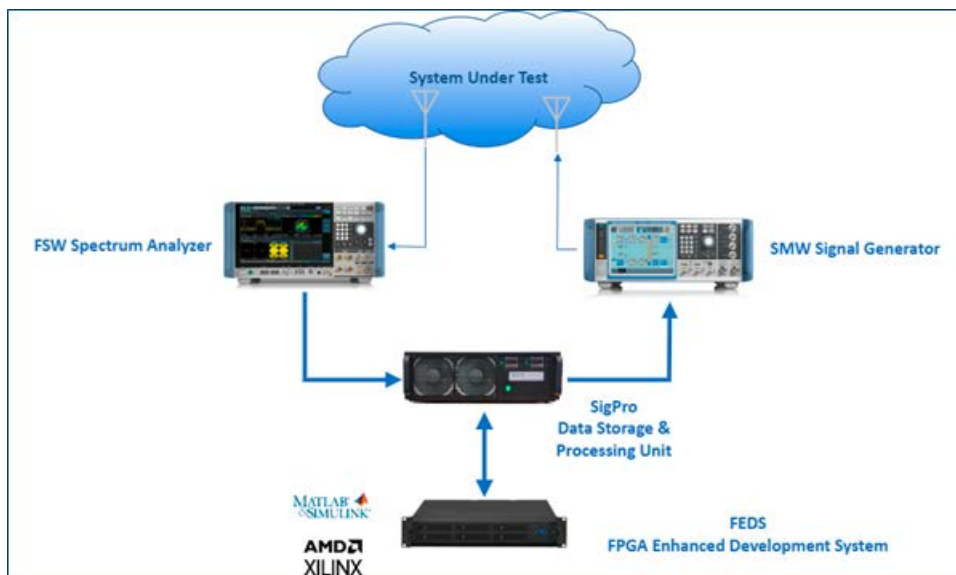 System Under Test
FSW Spectrum Analyzer
SMW Signal Generator
SigPro
Data Storage &
Processing Unit
MATLAB
&SIMULINK
FEDS
FPGA Enhanced Development System
AMD
XILINX